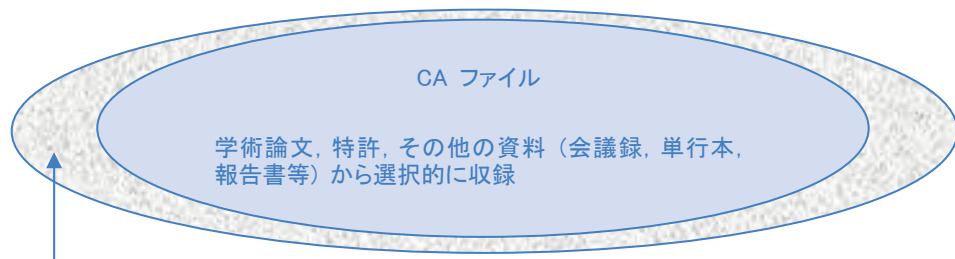 CA ファイル
学術論文, 特許, その他の資料 (会議録, 単行本,
報告書等) から選択的に収録